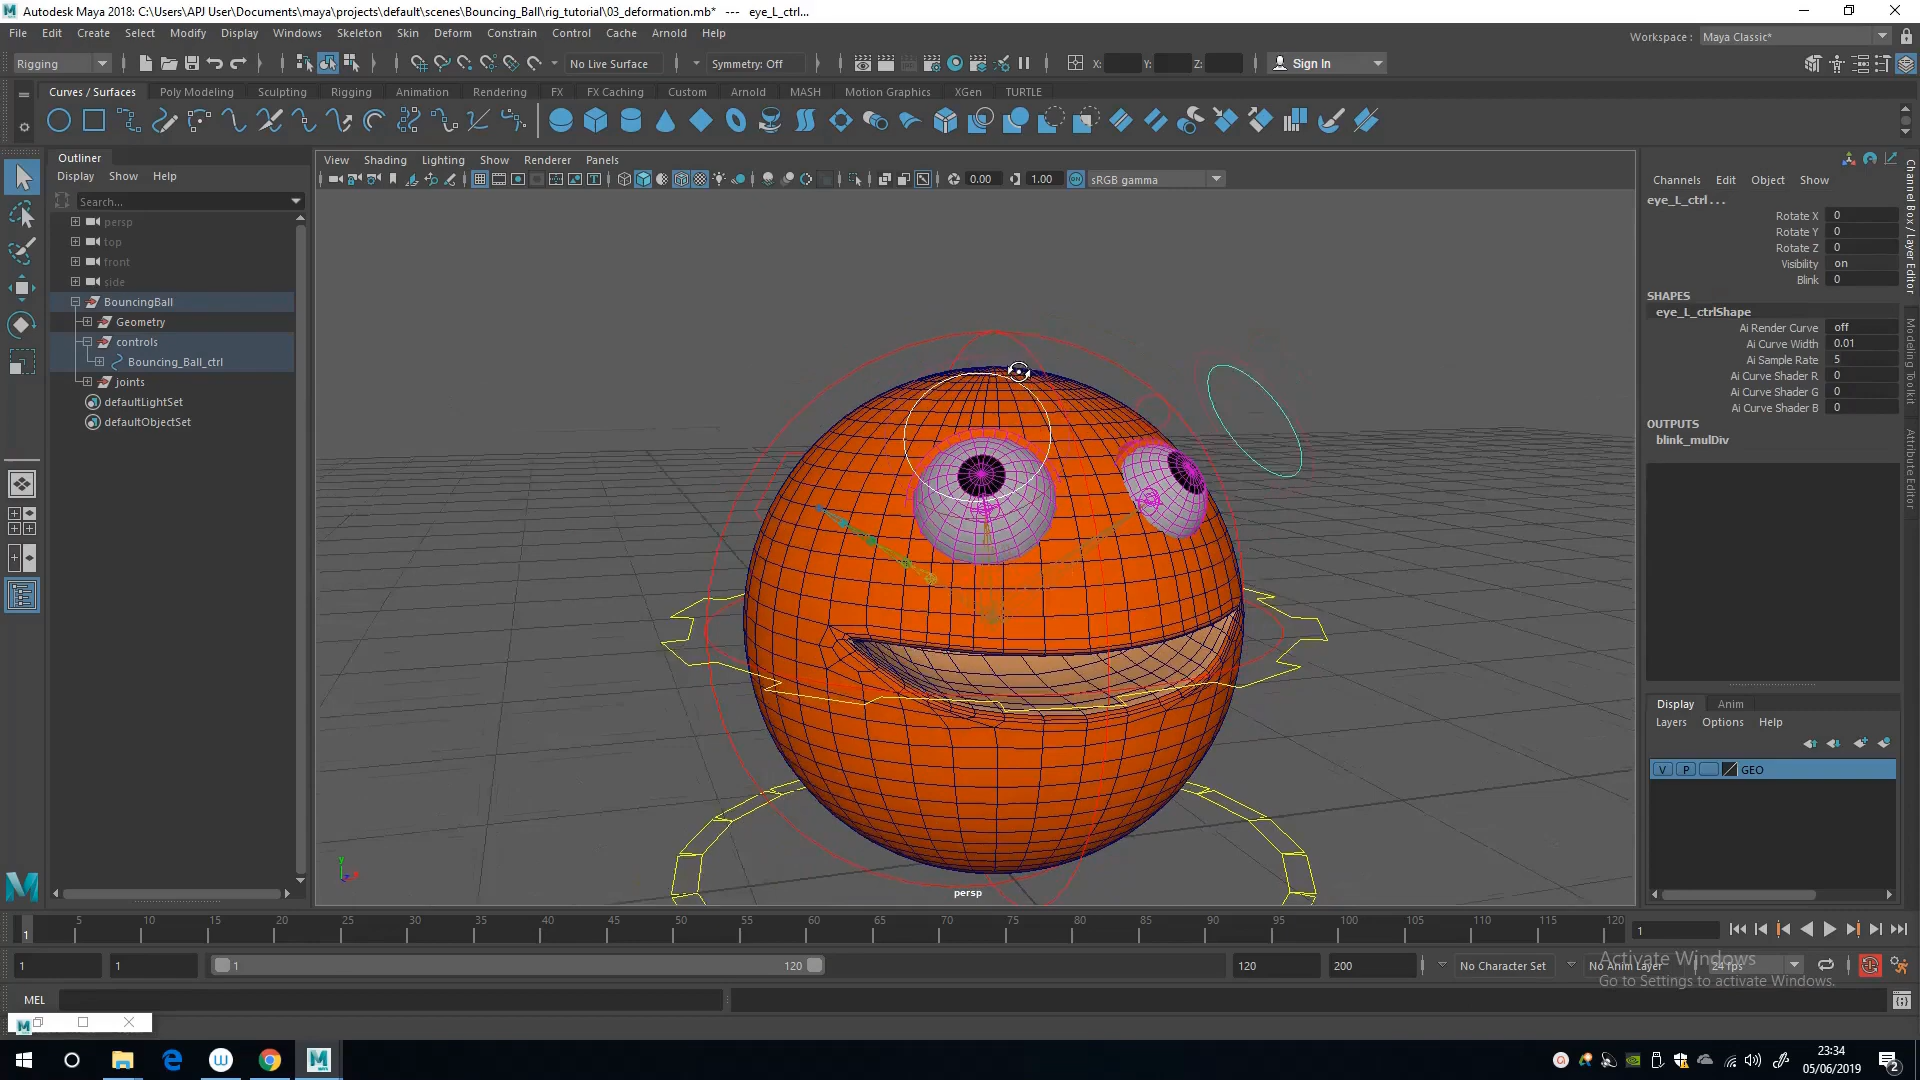 Autodesk Maya 2018: C:\Users\APJ User\Documents\maya\projects\default\scenes\Bouncing_Ball\rig_tutorial\03_deformation.mb* --- eye_L_ctrl...
File Edit Create Select Modify Display Windows Skeleton Skin Deform Constrain Control Cache Arnold Help
Workspace : Maya Classic*
Rigging No Live Surface Symmetry: Off X: Y: Z: Sign In
Curves / Surfaces Poly Modeling Sculpting Rigging Animation Rendering FX FX Caching Custom Arnold MASH Motion Graphics XGen TURTLE
Outliner
Display Show Help
Search...
persp
top
front
side
BouncingBall
Geometry
controls
Bouncing_Ball_ctrl
joints
defaultLightSet
defaultObjectSet
View Shading Lighting Show Renderer Panels
0.00 1.00 sRGB gamma
persp
y
Channels Edit Object Show
eye_L_ctrl . . .
Rotate X 0
Rotate Y 0
Rotate Z 0
Visibility on
Blink 0
SHAPES
eye_L_ctrlShape
Ai Render Curve off
Ai Curve Width 0.01
Ai Sample Rate 5
Ai Curve Shader R 0
Ai Curve Shader G 0
Ai Curve Shader B 0
OUTPUTS
blink_mulDiv
Channel Box / Layer Editor
Modeling Toolkit
Attribute Editor
Display Anim
Layers Options Help
V P GEO
5 10 15 20 25 30 35 40 45 50 55 60 65 70 75 80 85 90 95 100 105 110 115 120
1 1
1 1 1 120 120 200 No Character Set No Anim Layer 24 fps
Activate Windows
Go to Settings to activate Windows.
MEL
23:34
05/06/2019
2